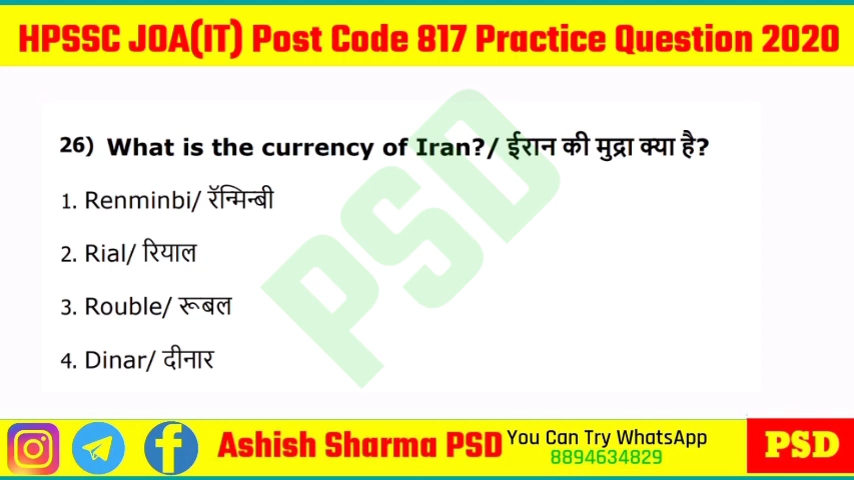 HPSSC JOA(IT) Post Code 817 Practice Question 2020
26) What is the currency of Iran?/ ईरान की मुद्रा क्या है?
1. Renminbi/ रॅन्मिन्बी
2. Rial/ रियाल
3. Rouble/ रूबल
4. Dinar/ दीनार
PSD
Ashish Sharma PSD
You Can Try WhatsApp
8894634829
PSD